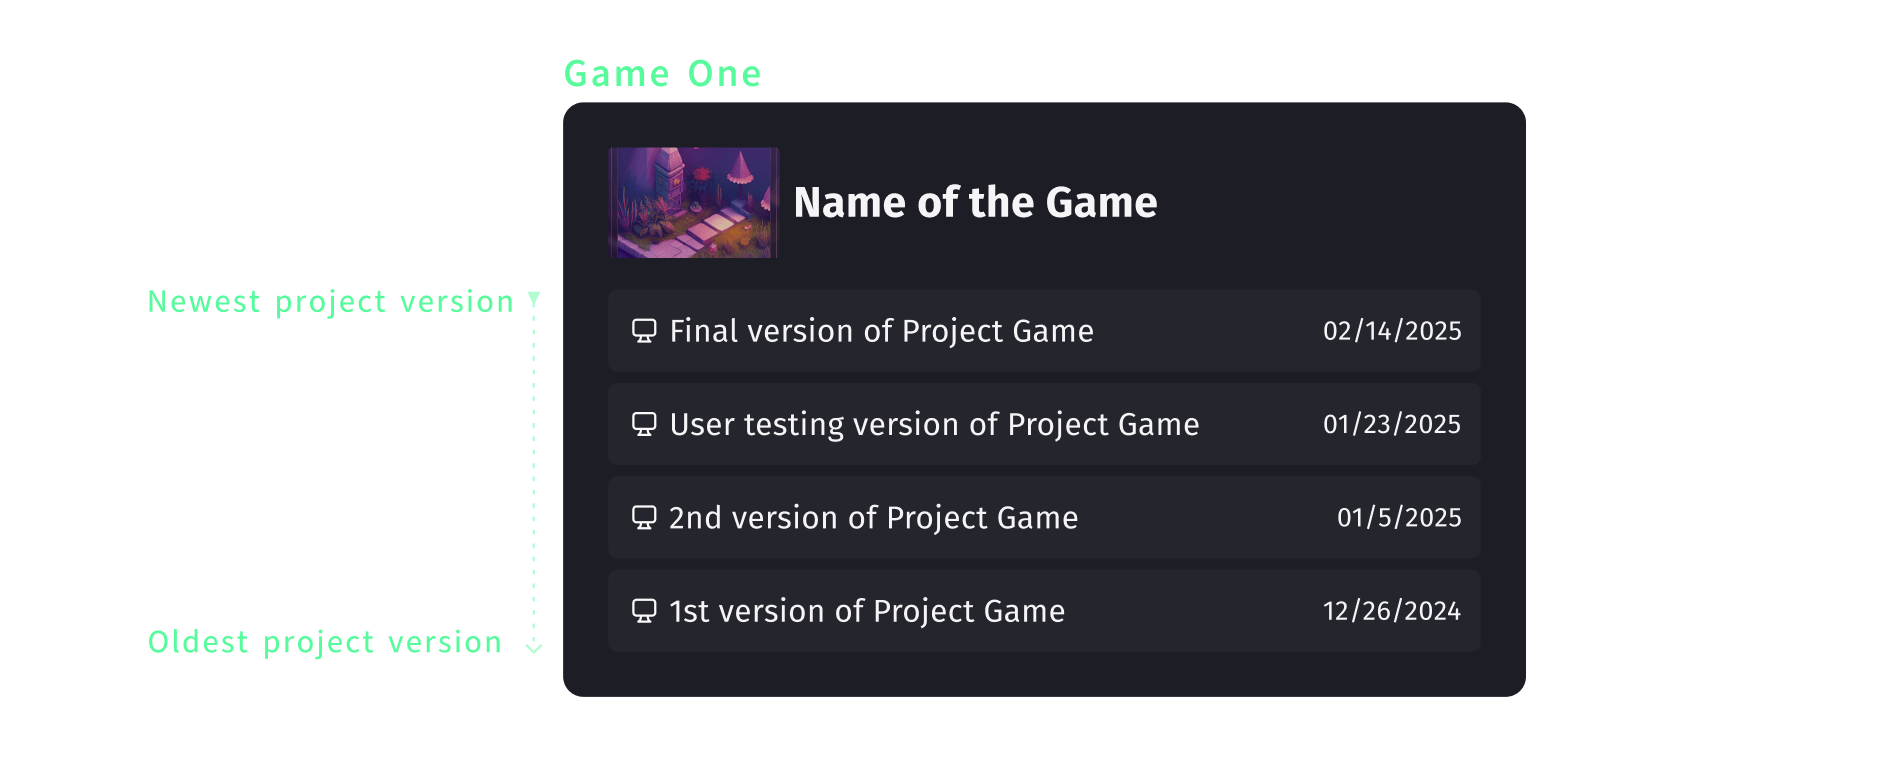 Game One
Name of the Game
Newest project version
Final version of Project Game 02/14/2025
User testing version of Project Game 01/23/2025
2nd version of Project Game 01/5/2025
1st version of Project Game 12/26/2024
Oldest project version